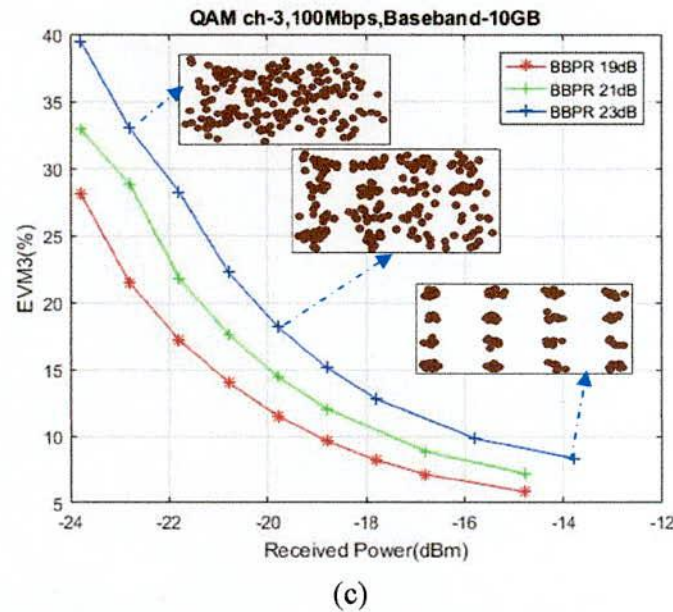 QAM ch-3,100Mbps,Baseband-10GB
BBPR 19dB
BBPR 21dB
BBPR 23dB
EVM3(%)
40
35
30
25
20
15
10
5
-24
-22
-20
-18
-16
-14
-12
Received Power(dBm)
(c)